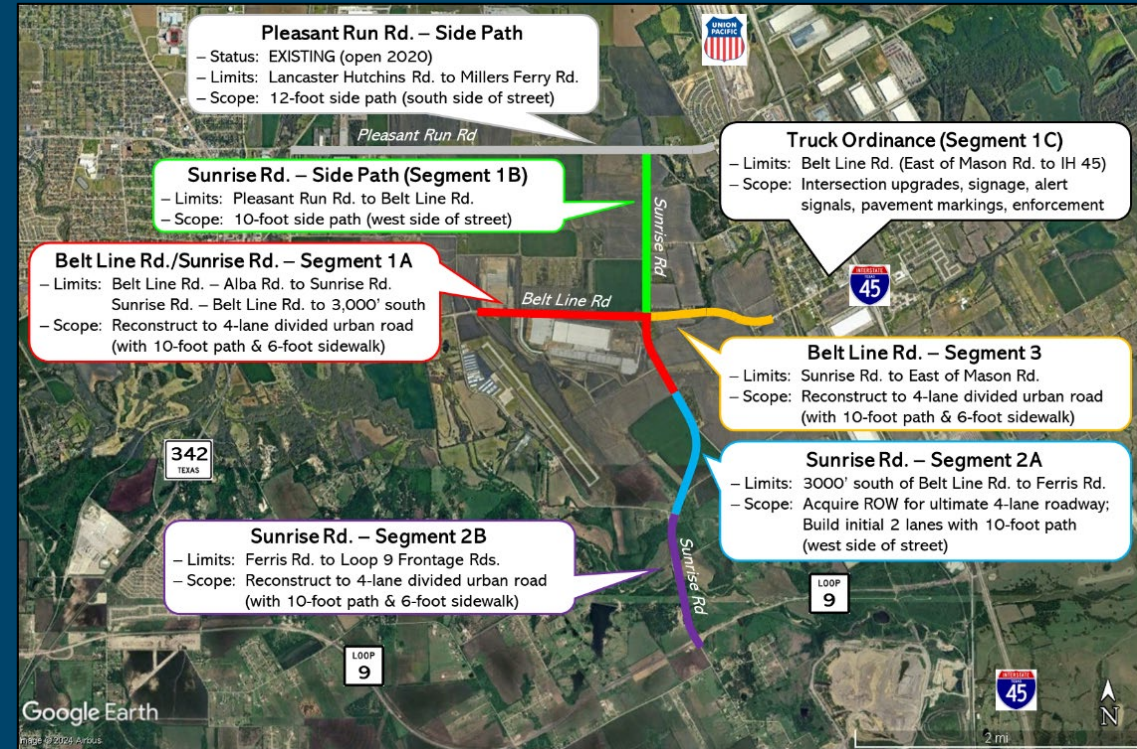 Pleasant Run Rd. – Side Path
– Status: EXISTING (open 2020)
– Limits: Lancaster Hutchins Rd. to Millers Ferry Rd.
– Scope: 12-foot side path (south side of street)
UNION
PACIFIC
Pleasant Run Rd
Truck Ordinance (Segment 1C)
– Limits: Belt Line Rd. (East of Mason Rd. to IH 45)
– Scope: Intersection upgrades, signage, alert
signals, pavement markings, enforcement
Sunrise Rd. – Side Path (Segment 1B)
– Limits: Pleasant Run Rd. to Belt Line Rd.
– Scope: 10-foot side path (west side of street)
Sunrise Rd
Belt Line Rd./Sunrise Rd. – Segment 1A
– Limits: Belt Line Rd. – Alba Rd. to Sunrise Rd.
Sunrise Rd. – Belt Line Rd. to 3,000’ south
– Scope: Reconstruct to 4-lane divided urban road
(with 10-foot path & 6-foot sidewalk)
Belt Line Rd
INTERSTATE
45
Belt Line Rd. – Segment 3
– Limits: Sunrise Rd. to East of Mason Rd.
– Scope: Reconstruct to 4-lane divided urban road
(with 10-foot path & 6-foot sidewalk)
342
TEXAS
Sunrise Rd. – Segment 2A
– Limits: 3000’ south of Belt Line Rd. to Ferris Rd.
– Scope: Acquire ROW for ultimate 4-lane roadway;
Build initial 2 lanes with 10-foot path
(west side of street)
Sunrise Rd. – Segment 2B
– Limits: Ferris Rd. to Loop 9 Frontage Rds.
– Scope: Reconstruct to 4-lane divided urban road
(with 10-foot path & 6-foot sidewalk)
Sunrise Rd
LOOP
9
LOOP
9
INTERSTATE
45
N
Google Earth
Image © 2024 Airbus
2 mi